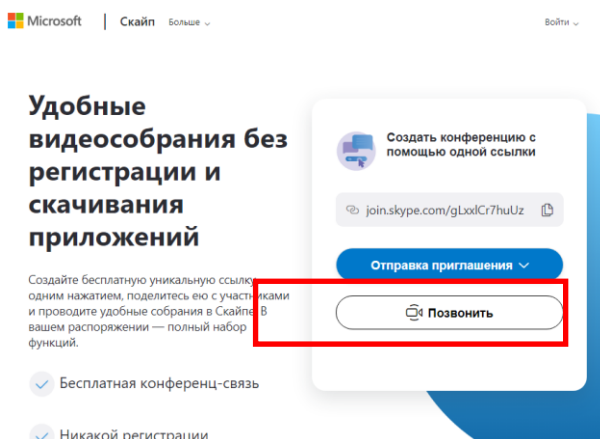 Microsoft
Скайп
Больше
Войти
Удобные
видеособрания без
регистрации и
скачивания
приложений
Создайте бесплатную уникальную ссылку
одним нажатием, поделитесь ею с участниками
и проводите удобные собрания в Скайпе. В
вашем распоряжении — полный набор
функций.
Бесплатная конференц-связь
Никакой регистрации
Создать конференцию с
помощью одной ссылки
join.skype.com/gLxxlCr7huUz
Отправка приглашения
Позвонить